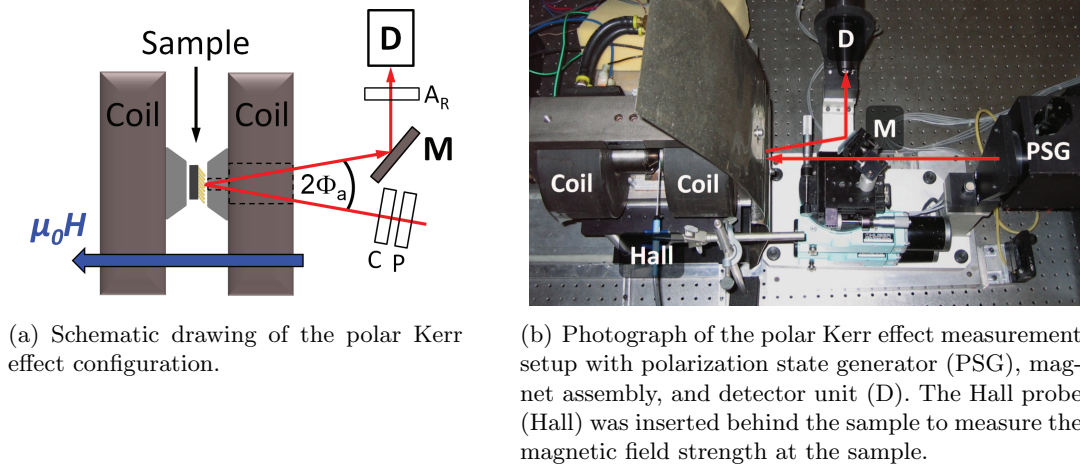 Sample
D
A_R
Coil
Coil
M
2Φ_a
μ₀H
C P
(a) Schematic drawing of the polar Kerr
effect configuration.
D
M
PSG
Coil
Coil
Hall
(b) Photograph of the polar Kerr effect measurement
setup with polarization state generator (PSG), mag-
net assembly, and detector unit (D). The Hall probe
(Hall) was inserted behind the sample to measure the
magnetic field strength at the sample.